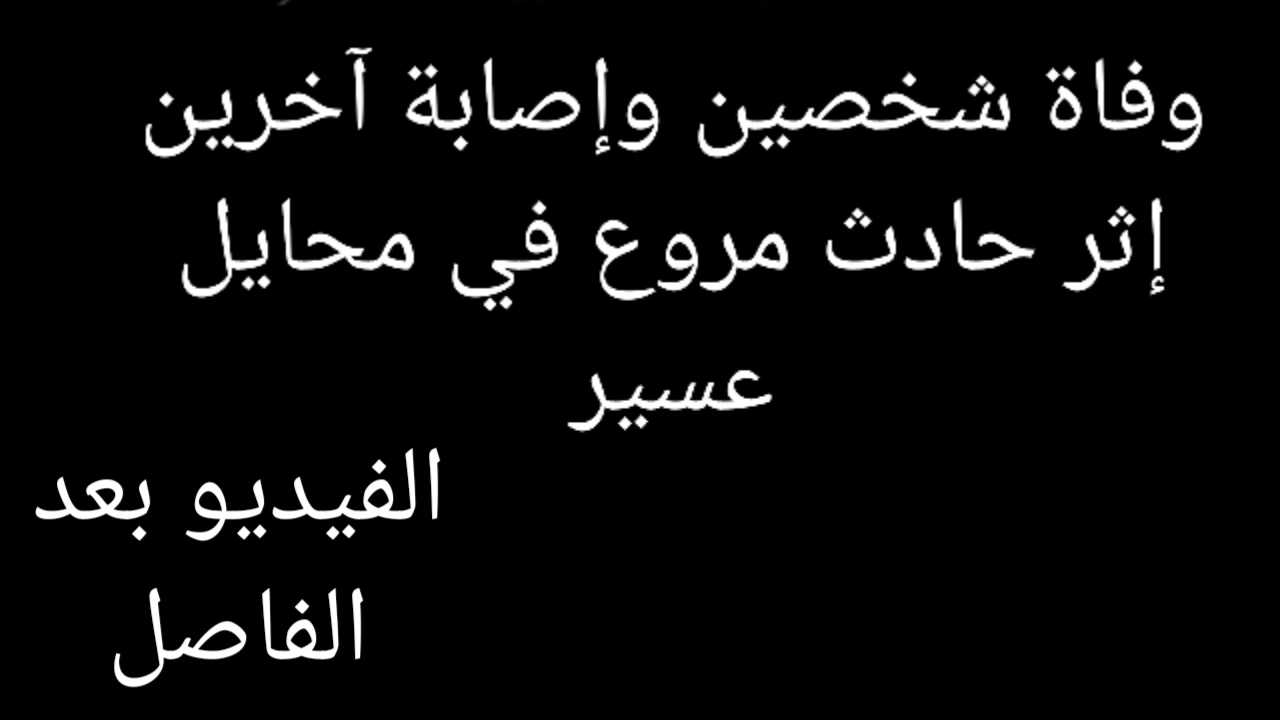 وفاة شخصين وإصابة آخرين
إثر حادث مروع في محايل
عسير
الفيديو بعد
الفاصل